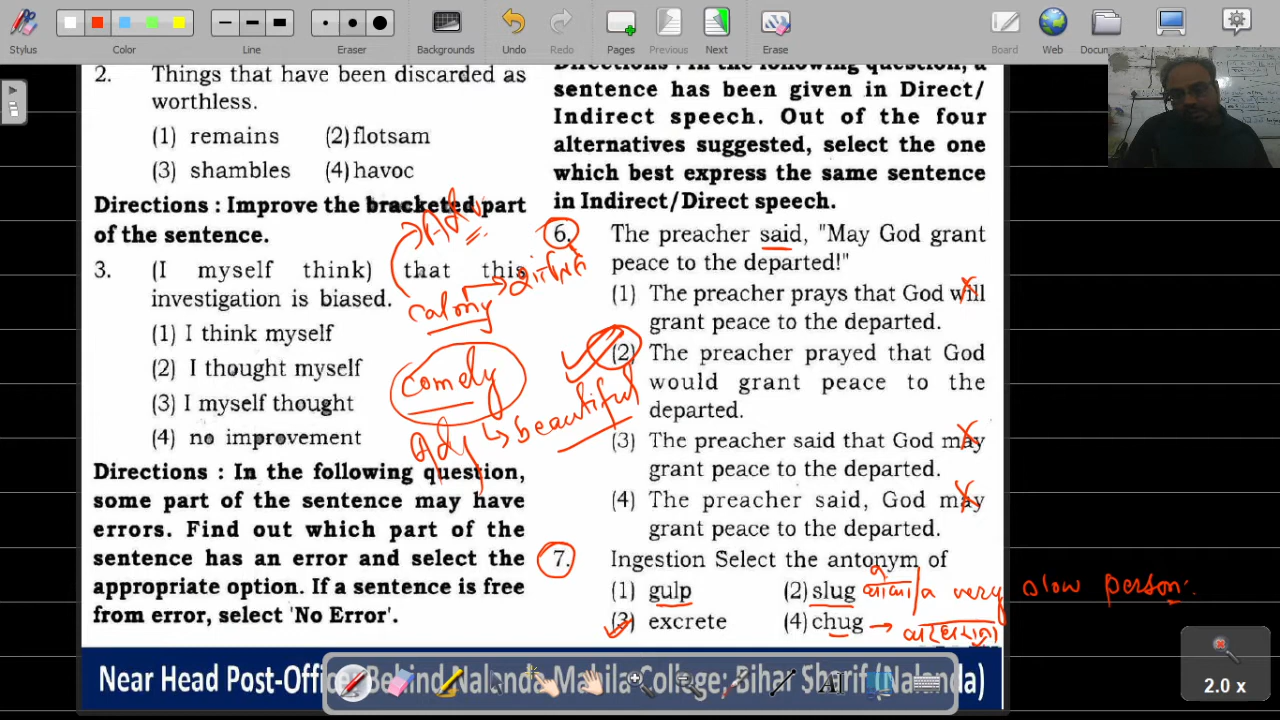 Stylus
Color
Line
Eraser
Backgrounds
Undo
Redo
Pages
Previous
Next
Erase
Board
Web
Docum
Desktop
Settings
2. Things that have been discarded as
worthless.
(1) remains (2) flotsam
(3) shambles (4) havoc
Directions : Improve the bracketed part
of the sentence.
3. (I myself think) that this
investigation is biased.
(1) I think myself
(2) I thought myself
(3) I myself thought
(4) no improvement
Directions : In the following question,
some part of the sentence may have
errors. Find out which part of the
sentence has an error and select the
appropriate option. If a sentence is free
from error, select 'No Error'.
Adv
comely
Adj beautiful
Directions : In the following question, a
sentence has been given in Direct/
Indirect speech. Out of the four
alternatives suggested, select the one
which best express the same sentence
in Indirect/Direct speech.
6. The preacher said, "May God grant
peace to the departed!"
(1) The preacher prays that God will
grant peace to the departed.
(2) The preacher prayed that God
would grant peace to the
departed.
(3) The preacher said that God may
grant peace to the departed.
(4) The preacher said, God may
grant peace to the departed.
7. Ingestion Select the antonym of
(1) gulp (2) slug / a very slow person.
(3) excrete (4) chug
Near Head Post-Office Behind Nalanda Mahila College; Bihar Sharif (Nalanda)
2.0 x